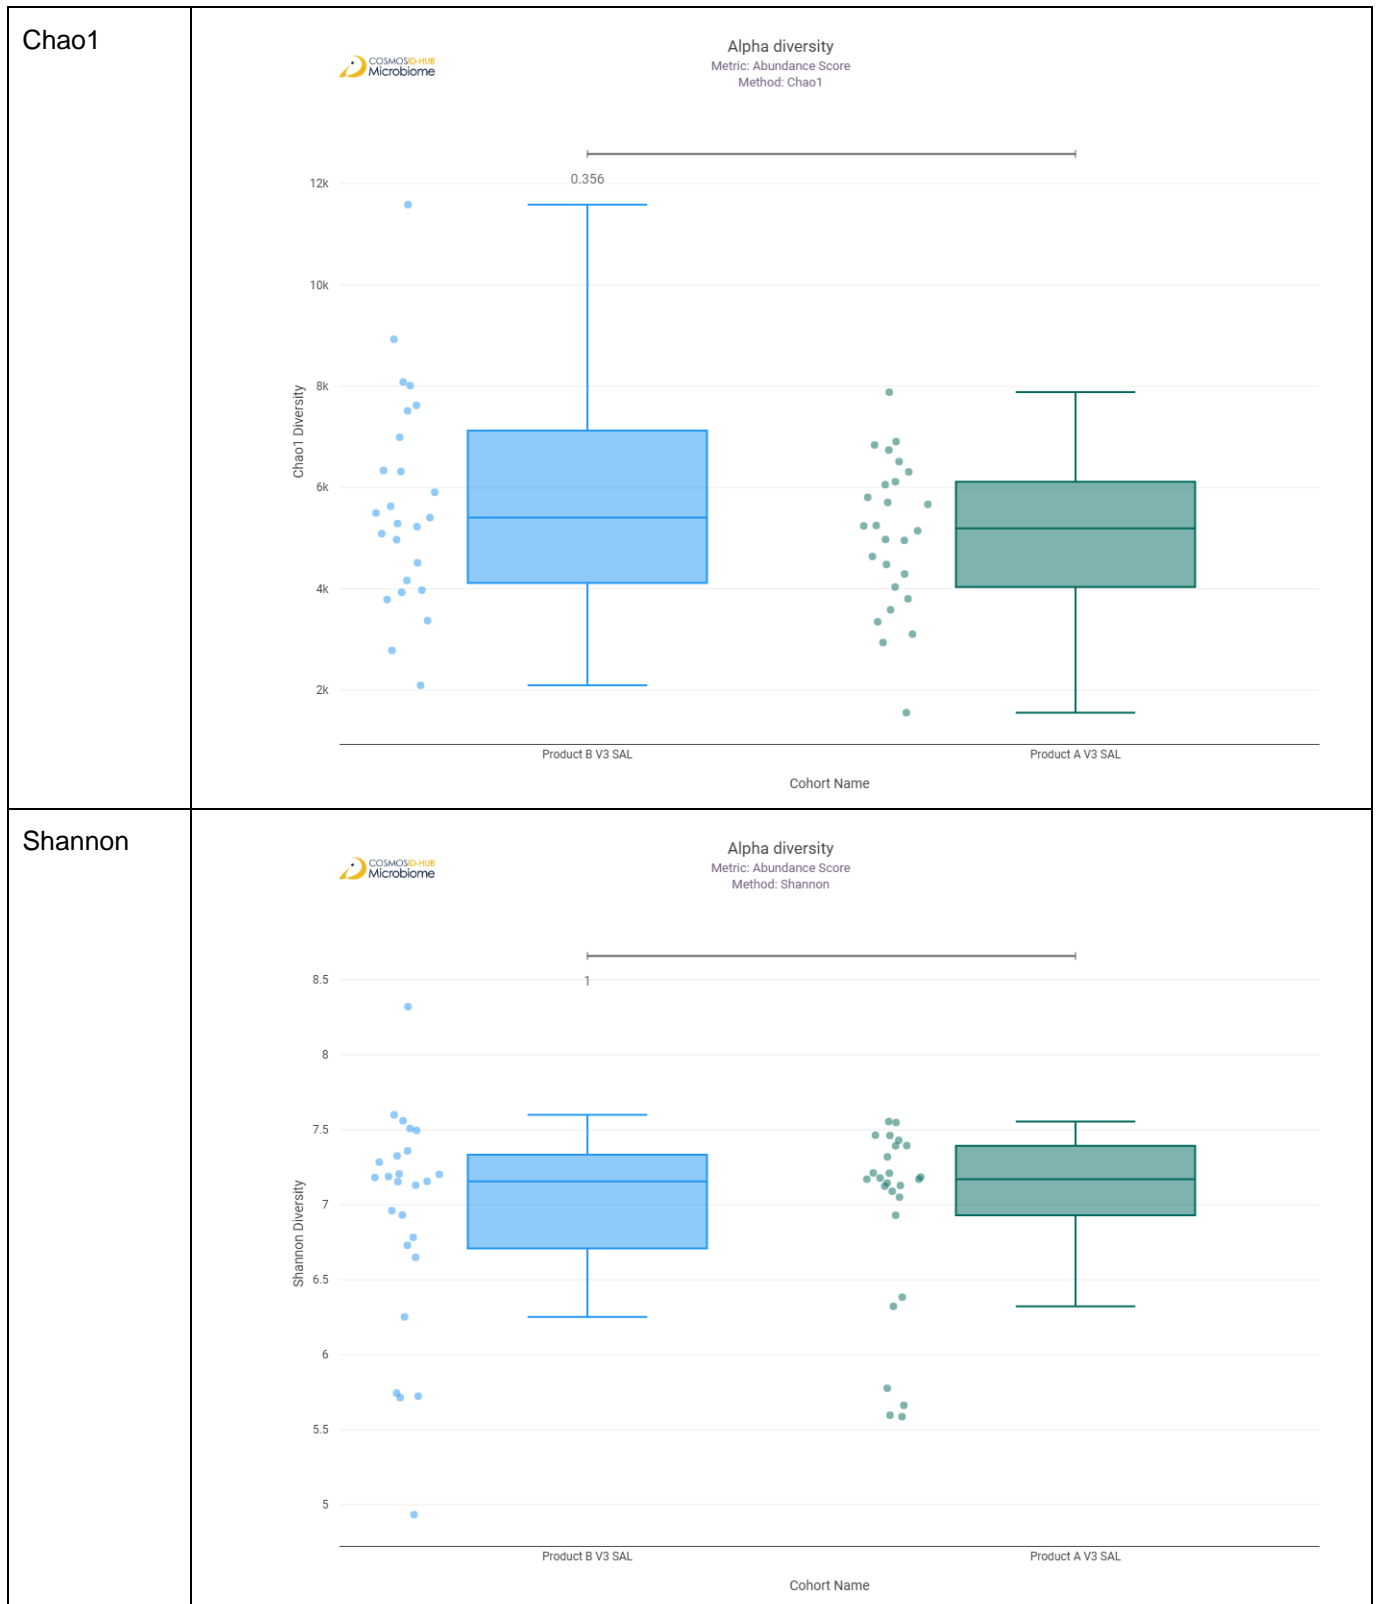 Chao1
COSMOSID-HUB
Microbiome
Alpha diversity
Metric: Abundance Score
Method: Chao1
0.356
12k
10k
8k
6k
4k
2k
Chao1 Diversity
Product B V3 SAL
Product A V3 SAL
Cohort Name
Shannon
COSMOSID-HUB
Microbiome
Alpha diversity
Metric: Abundance Score
Method: Shannon
1
8.5
8
7.5
7
6.5
6
5.5
5
Shannon Diversity
Product B V3 SAL
Product A V3 SAL
Cohort Name